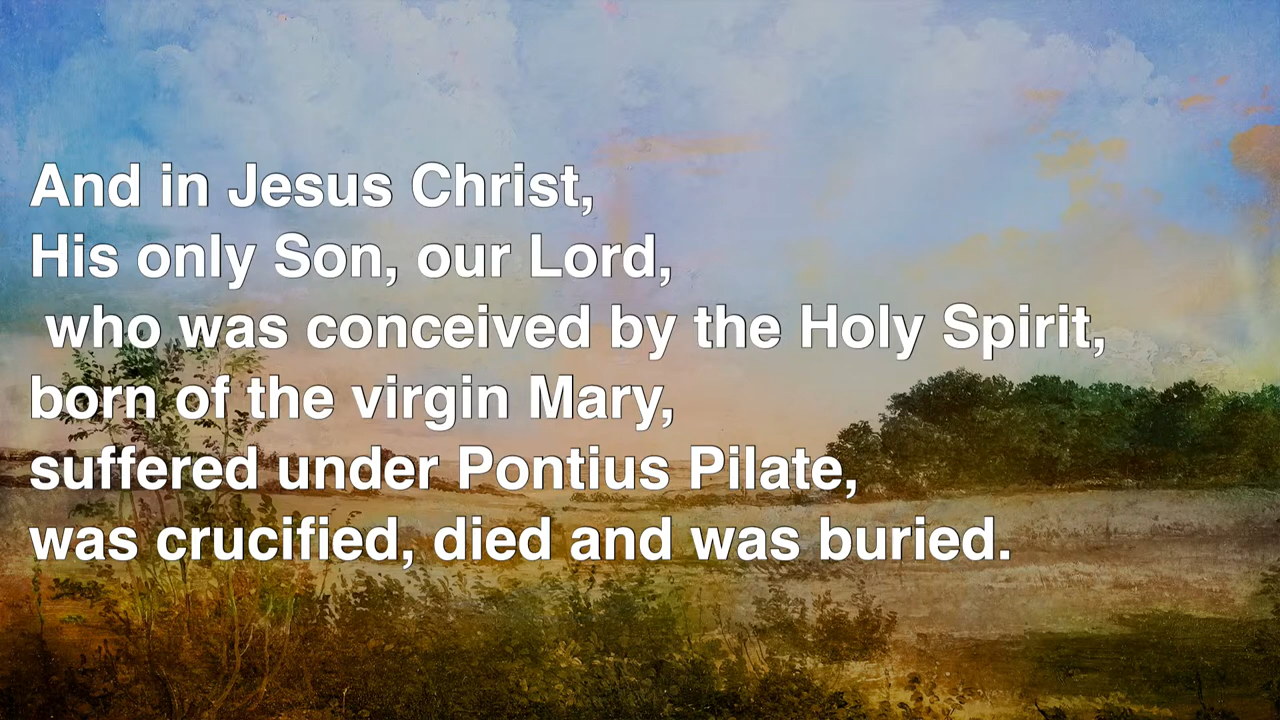 And in Jesus Christ,
His only Son, our Lord,
who was conceived by the Holy Spirit,
born of the virgin Mary,
suffered under Pontius Pilate,
was crucified, died and was buried.